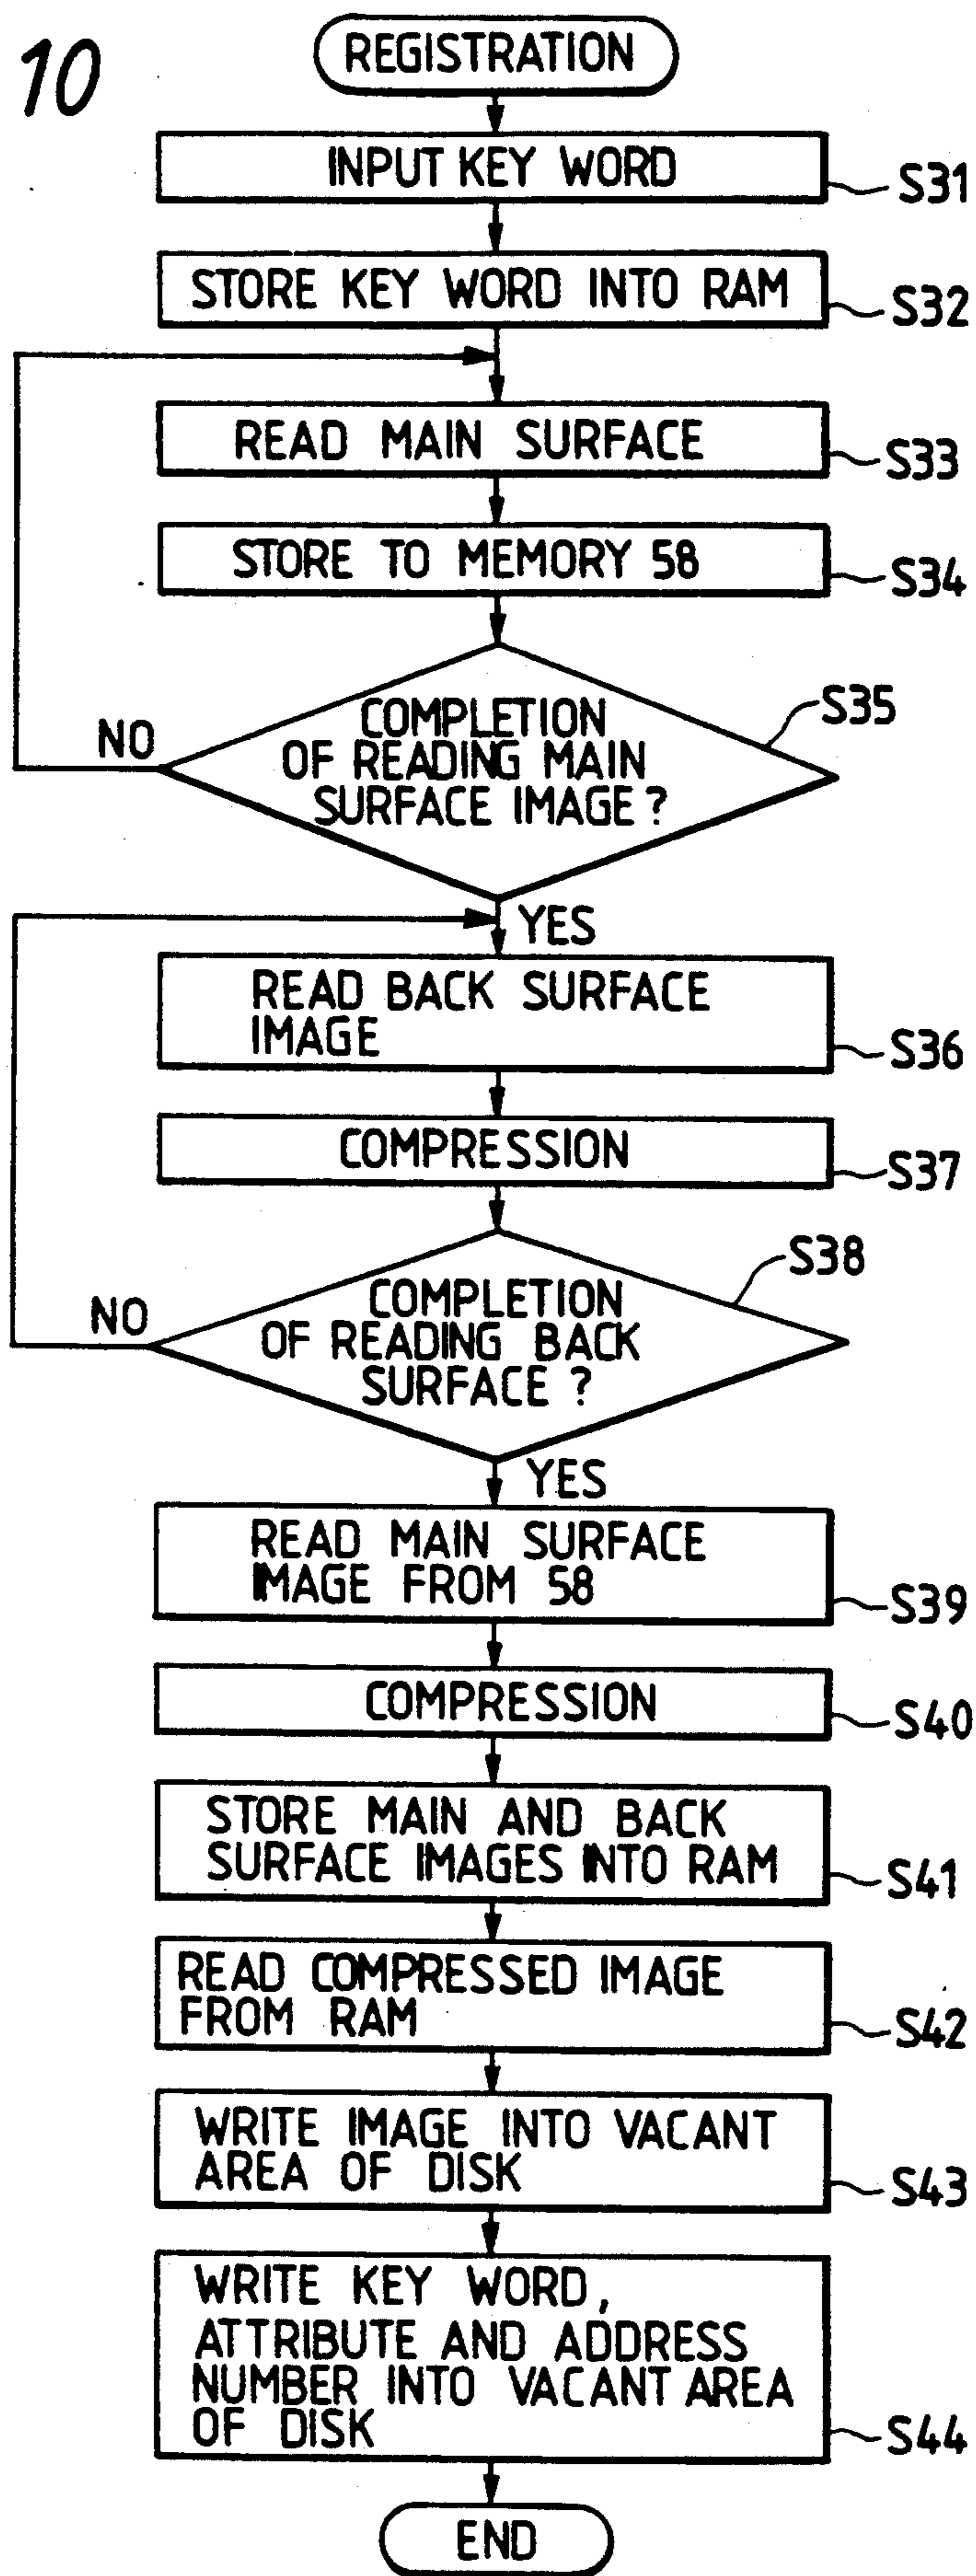 10
REGISTRATION
INPUT KEY WORD
S31
STORE KEY WORD INTO RAM
S32
READ MAIN SURFACE
S33
STORE TO MEMORY 58
S34
COMPLETION
OF READING MAIN
SURFACE IMAGE ?
S35
NO
YES
READ BACK SURFACE
IMAGE
S36
COMPRESSION
S37
COMPLETION
OF READING BACK
SURFACE ?
S38
NO
YES
READ MAIN SURFACE
IMAGE FROM 58
S39
COMPRESSION
S40
STORE MAIN AND BACK
SURFACE IMAGES INTO RAM
S41
READ COMPRESSED IMAGE
FROM RAM
S42
WRITE IMAGE INTO VACANT
AREA OF DISK
S43
WRITE KEY WORD,
ATTRIBUTE AND ADDRESS
NUMBER INTO VACANT AREA
OF DISK
S44
END